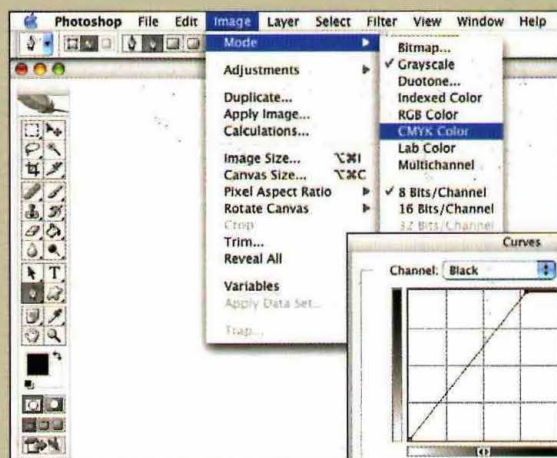 Photoshop File Edit Image Layer Select Filter View Window Help
Mode
Adjustments
Duplicate...
Apply Image...
Calculations...
Image Size... ⌥⌘I
Canvas Size... ⌥⌘C
Pixel Aspect Ratio
Rotate Canvas
Crop
Trim...
Reveal All
Variables
Apply Data Set...
Trap...
Bitmap...
✓ Grayscale
Duotone...
Indexed Color
RGB Color
CMYK Color
Lab Color
Multichannel
✓ 8 Bits/Channel
16 Bits/Channel
32 Bits/Channel
Curves
Channel: Black
T